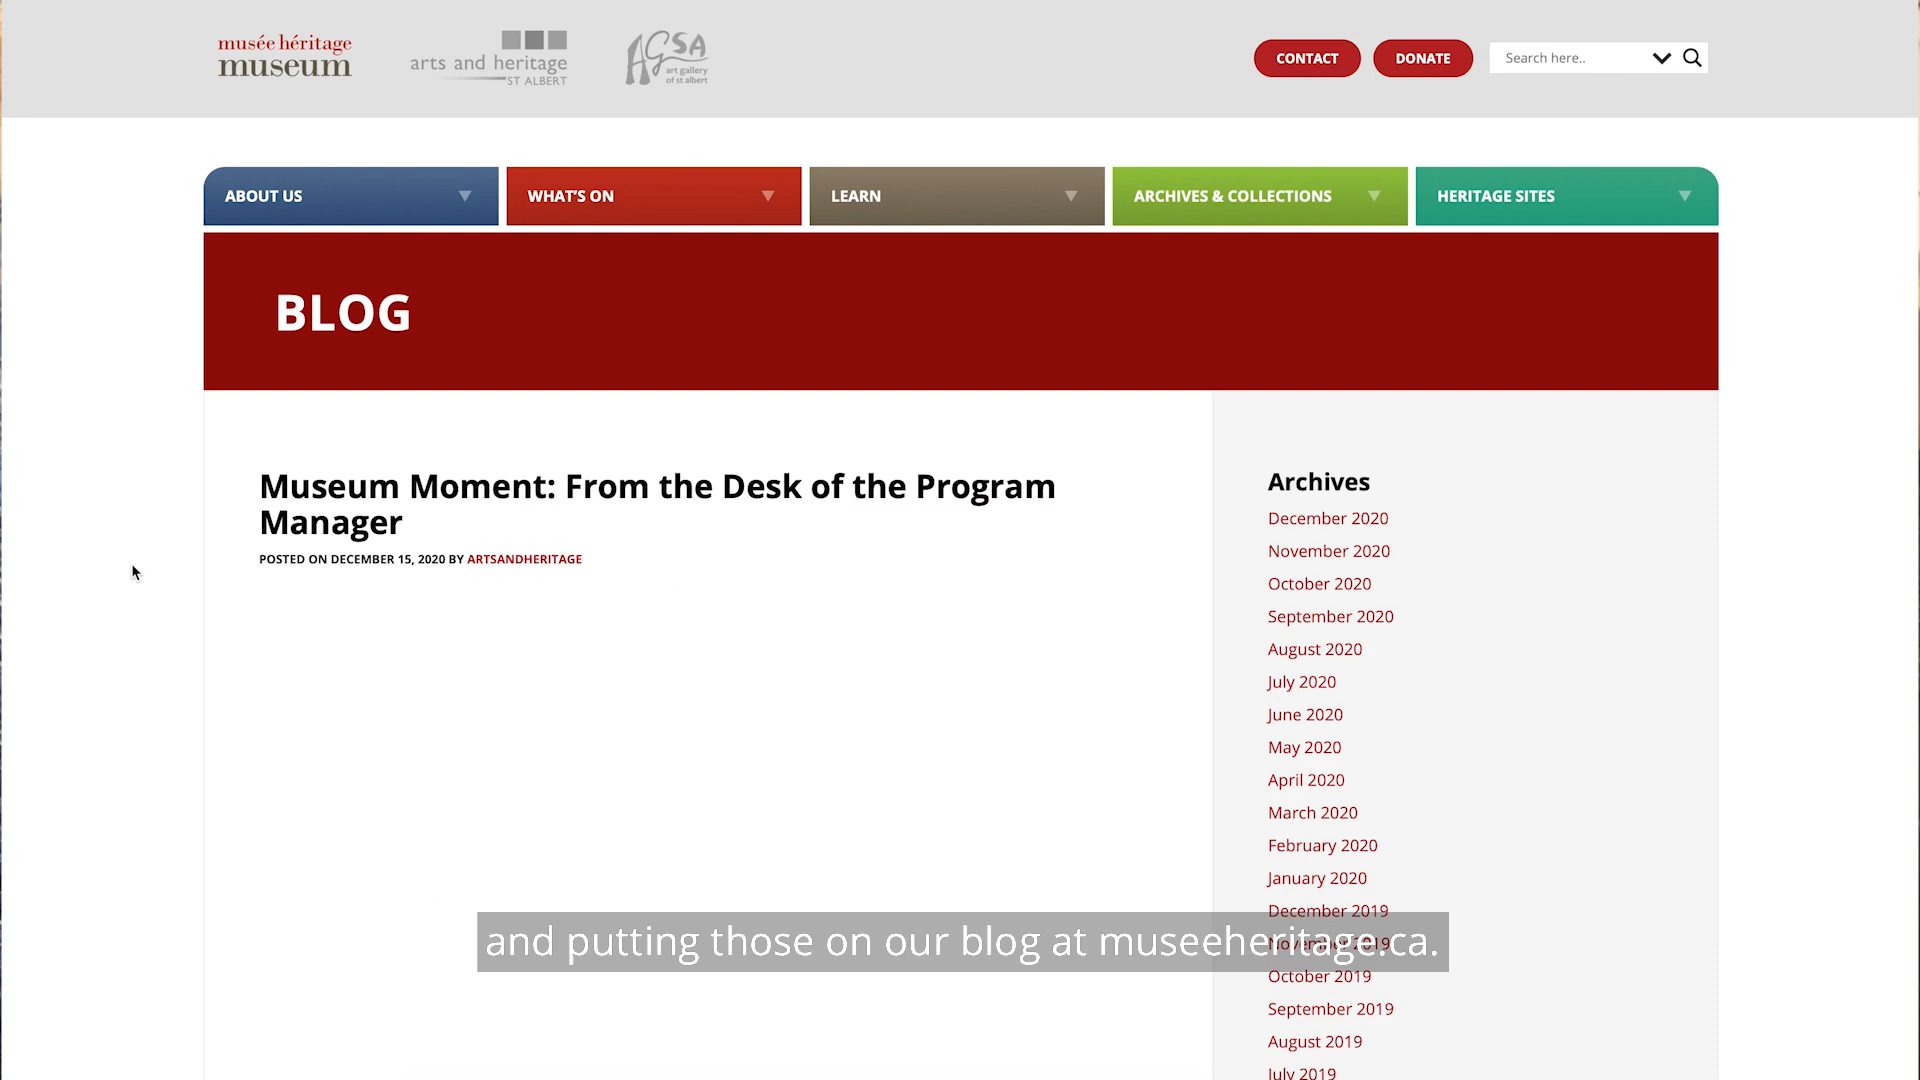 musée héritage
museum
arts and heritage
ST ALBERT
AGSA
art gallery
of st albert
CONTACT
DONATE
Search here..
ABOUT US
WHAT'S ON
LEARN
ARCHIVES & COLLECTIONS
HERITAGE SITES
BLOG
Museum Moment: From the Desk of the Program
Manager
POSTED ON DECEMBER 15, 2020 BY ARTSANDHERITAGE
Archives
December 2020
November 2020
October 2020
September 2020
August 2020
July 2020
June 2020
May 2020
April 2020
March 2020
February 2020
January 2020
December 2019
November 2019
October 2019
September 2019
August 2019
July 2019
and putting those on our blog at museeheritage.ca.